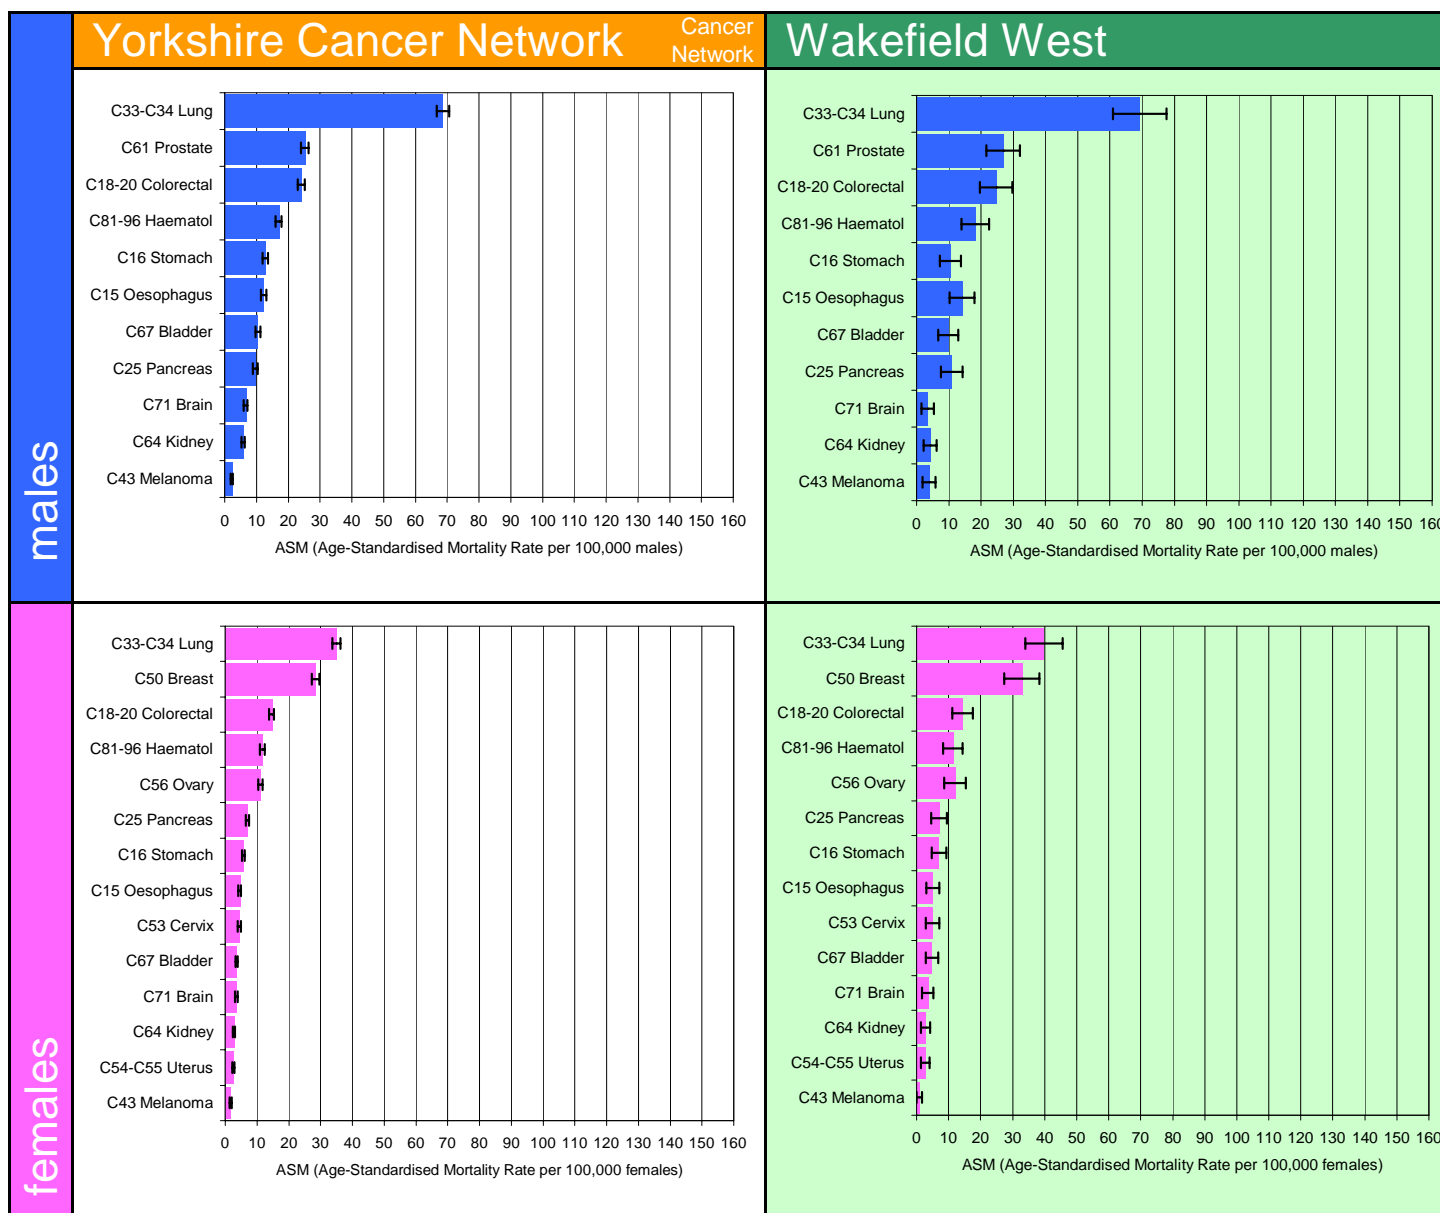 Yorkshire Cancer Network
Cancer
Network
Wakefield West
males
C33-C34 Lung
C61 Prostate
C18-20 Colorectal
C81-96 Haematol
C16 Stomach
C15 Oesophagus
C67 Bladder
C25 Pancreas
C71 Brain
C64 Kidney
C43 Melanoma
0 10 20 30 40 50 60 70 80 90 100 110 120 130 140 150 160
ASM (Age-Standardised Mortality Rate per 100,000 males)
C33-C34 Lung
C61 Prostate
C18-20 Colorectal
C81-96 Haematol
C16 Stomach
C15 Oesophagus
C67 Bladder
C25 Pancreas
C71 Brain
C64 Kidney
C43 Melanoma
0 10 20 30 40 50 60 70 80 90 100 110 120 130 140 150 160
ASM (Age-Standardised Mortality Rate per 100,000 males)
females
C33-C34 Lung
C50 Breast
C18-20 Colorectal
C81-96 Haematol
C56 Ovary
C25 Pancreas
C16 Stomach
C15 Oesophagus
C53 Cervix
C67 Bladder
C71 Brain
C64 Kidney
C54-C55 Uterus
C43 Melanoma
0 10 20 30 40 50 60 70 80 90 100 110 120 130 140 150 160
ASM (Age-Standardised Mortality Rate per 100,000 females)
C33-C34 Lung
C50 Breast
C18-20 Colorectal
C81-96 Haematol
C56 Ovary
C25 Pancreas
C16 Stomach
C15 Oesophagus
C53 Cervix
C67 Bladder
C71 Brain
C64 Kidney
C54-C55 Uterus
C43 Melanoma
0 10 20 30 40 50 60 70 80 90 100 110 120 130 140 150 160
ASM (Age-Standardised Mortality Rate per 100,000 females)